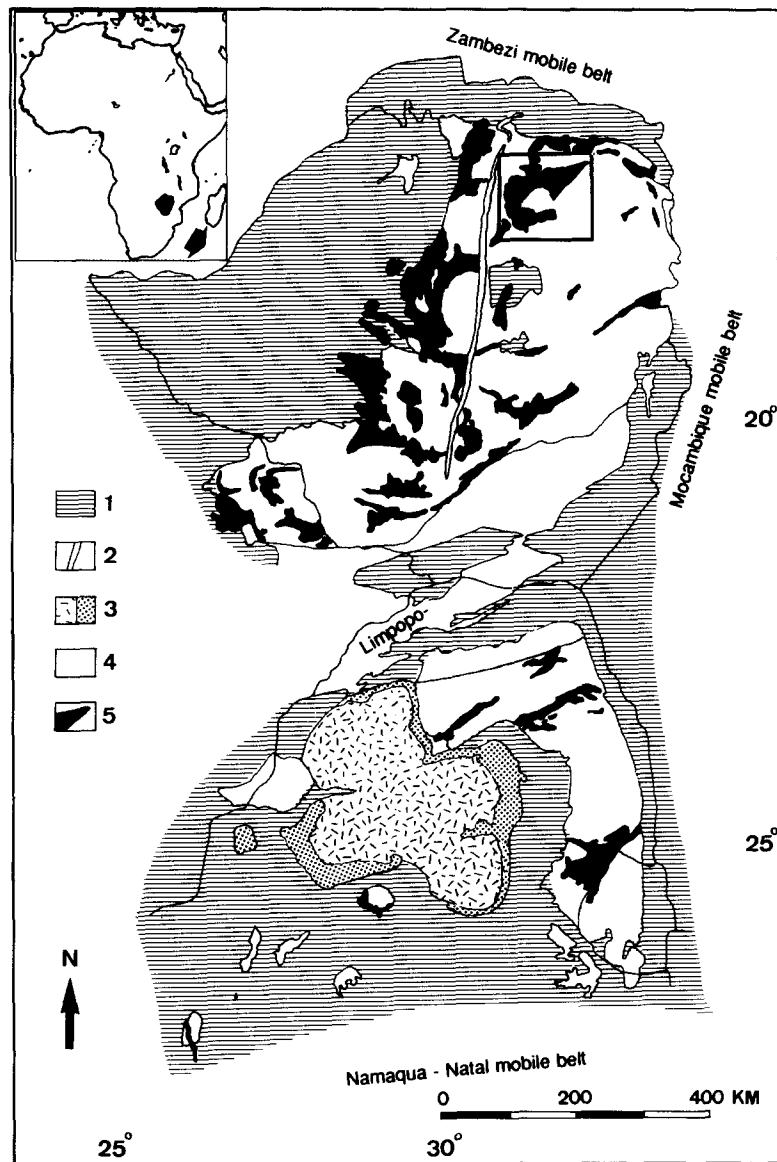 Zambezi mobile belt
Mocambique mobile belt
20°
1
2
3
4
5
Limpopo-
25°
N
Namaqua - Natal mobile belt
0 200 400 KM
25° 30°